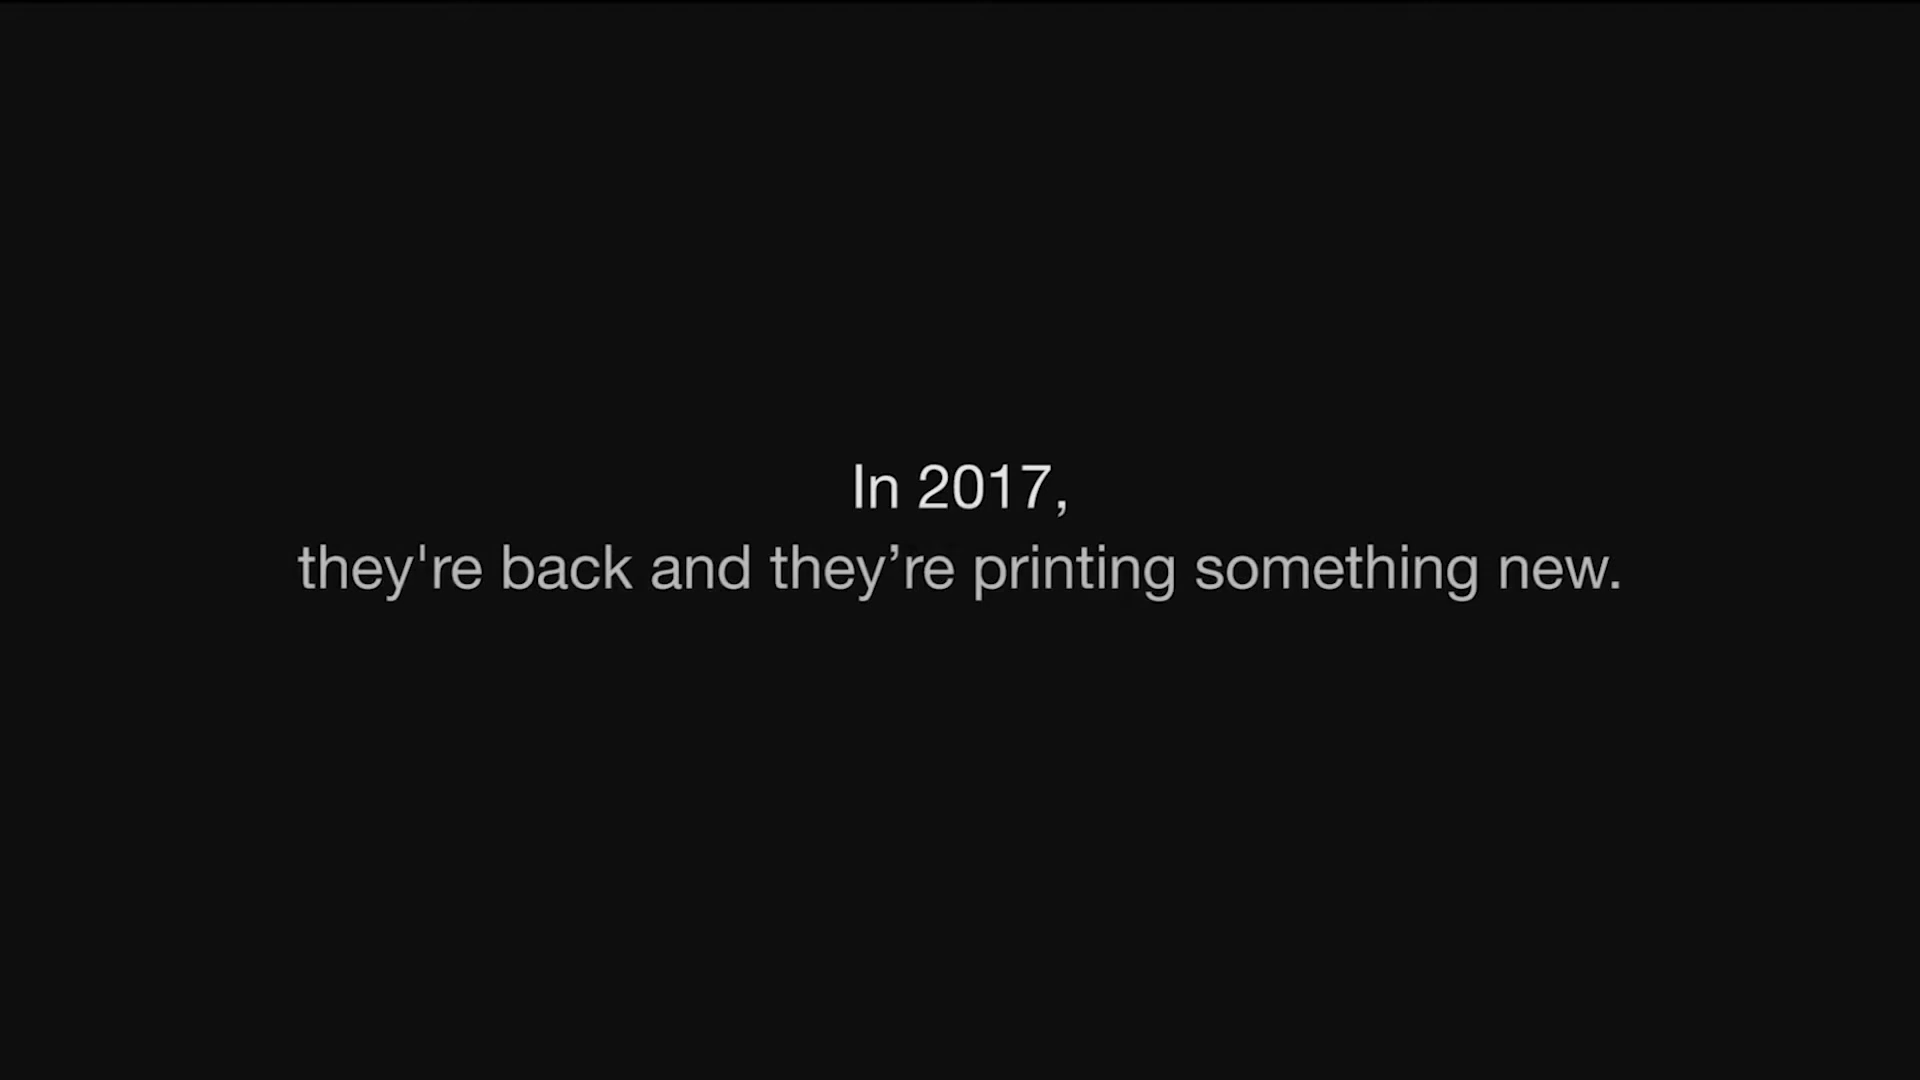 In 2017,
they're back and they’re printing something new.